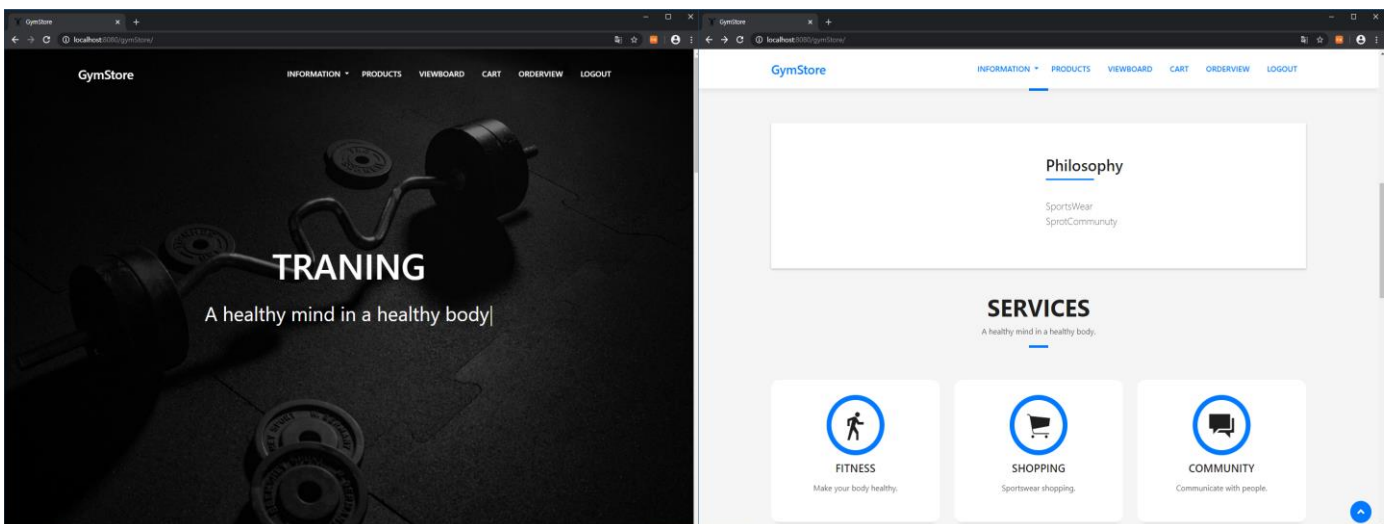 GymStore
localhost:8080/gymStore/
GymStore INFORMATION PRODUCTS VIEWBOARD CART ORDERVIEW LOGOUT
TRANING
A healthy mind in a healthy body
GymStore
localhost:8080/gymStore/
GymStore INFORMATION PRODUCTS VIEWBOARD CART ORDERVIEW LOGOUT
Philosophy
SportsWear
SprotCommunuty
SERVICES
A healthy mind in a healthy body.
FITNESS SHOPPING COMMUNITY
Make your body healthy. Sportswear shopping. Communicate with people.